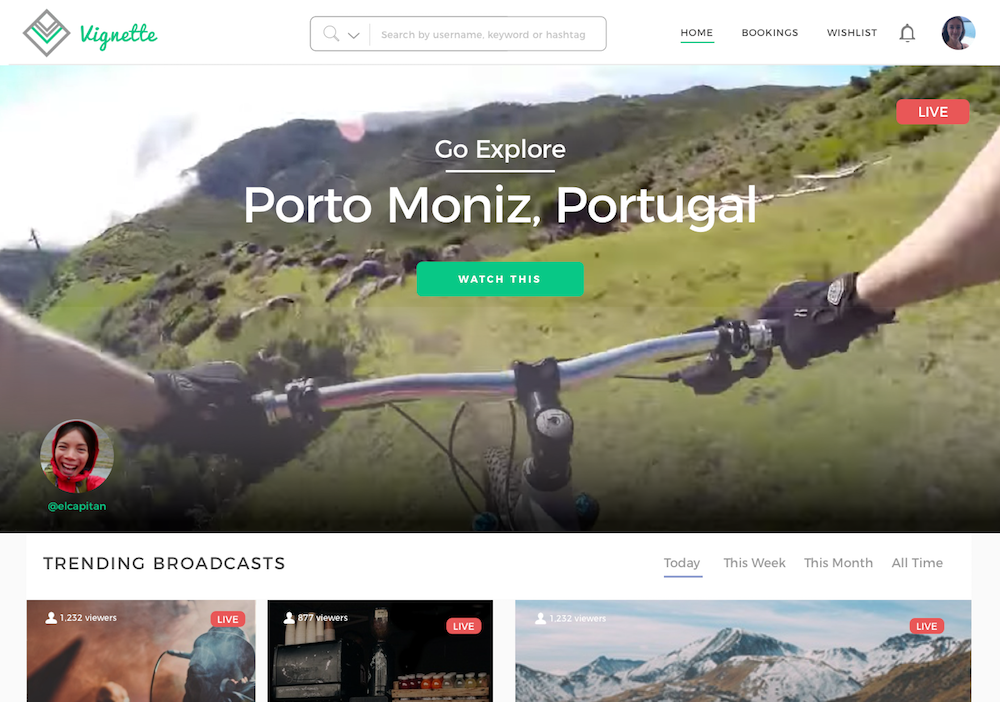 Vignette
Search by username, keyword or hashtag
HOME
BOOKINGS
WISHLIST
LIVE
Go Explore
Porto Moniz, Portugal
WATCH THIS
@elcapitan
TRENDING BROADCASTS
Today
This Week
This Month
All Time
1,232 viewers
LIVE
877 viewers
LIVE
1,232 viewers
LIVE